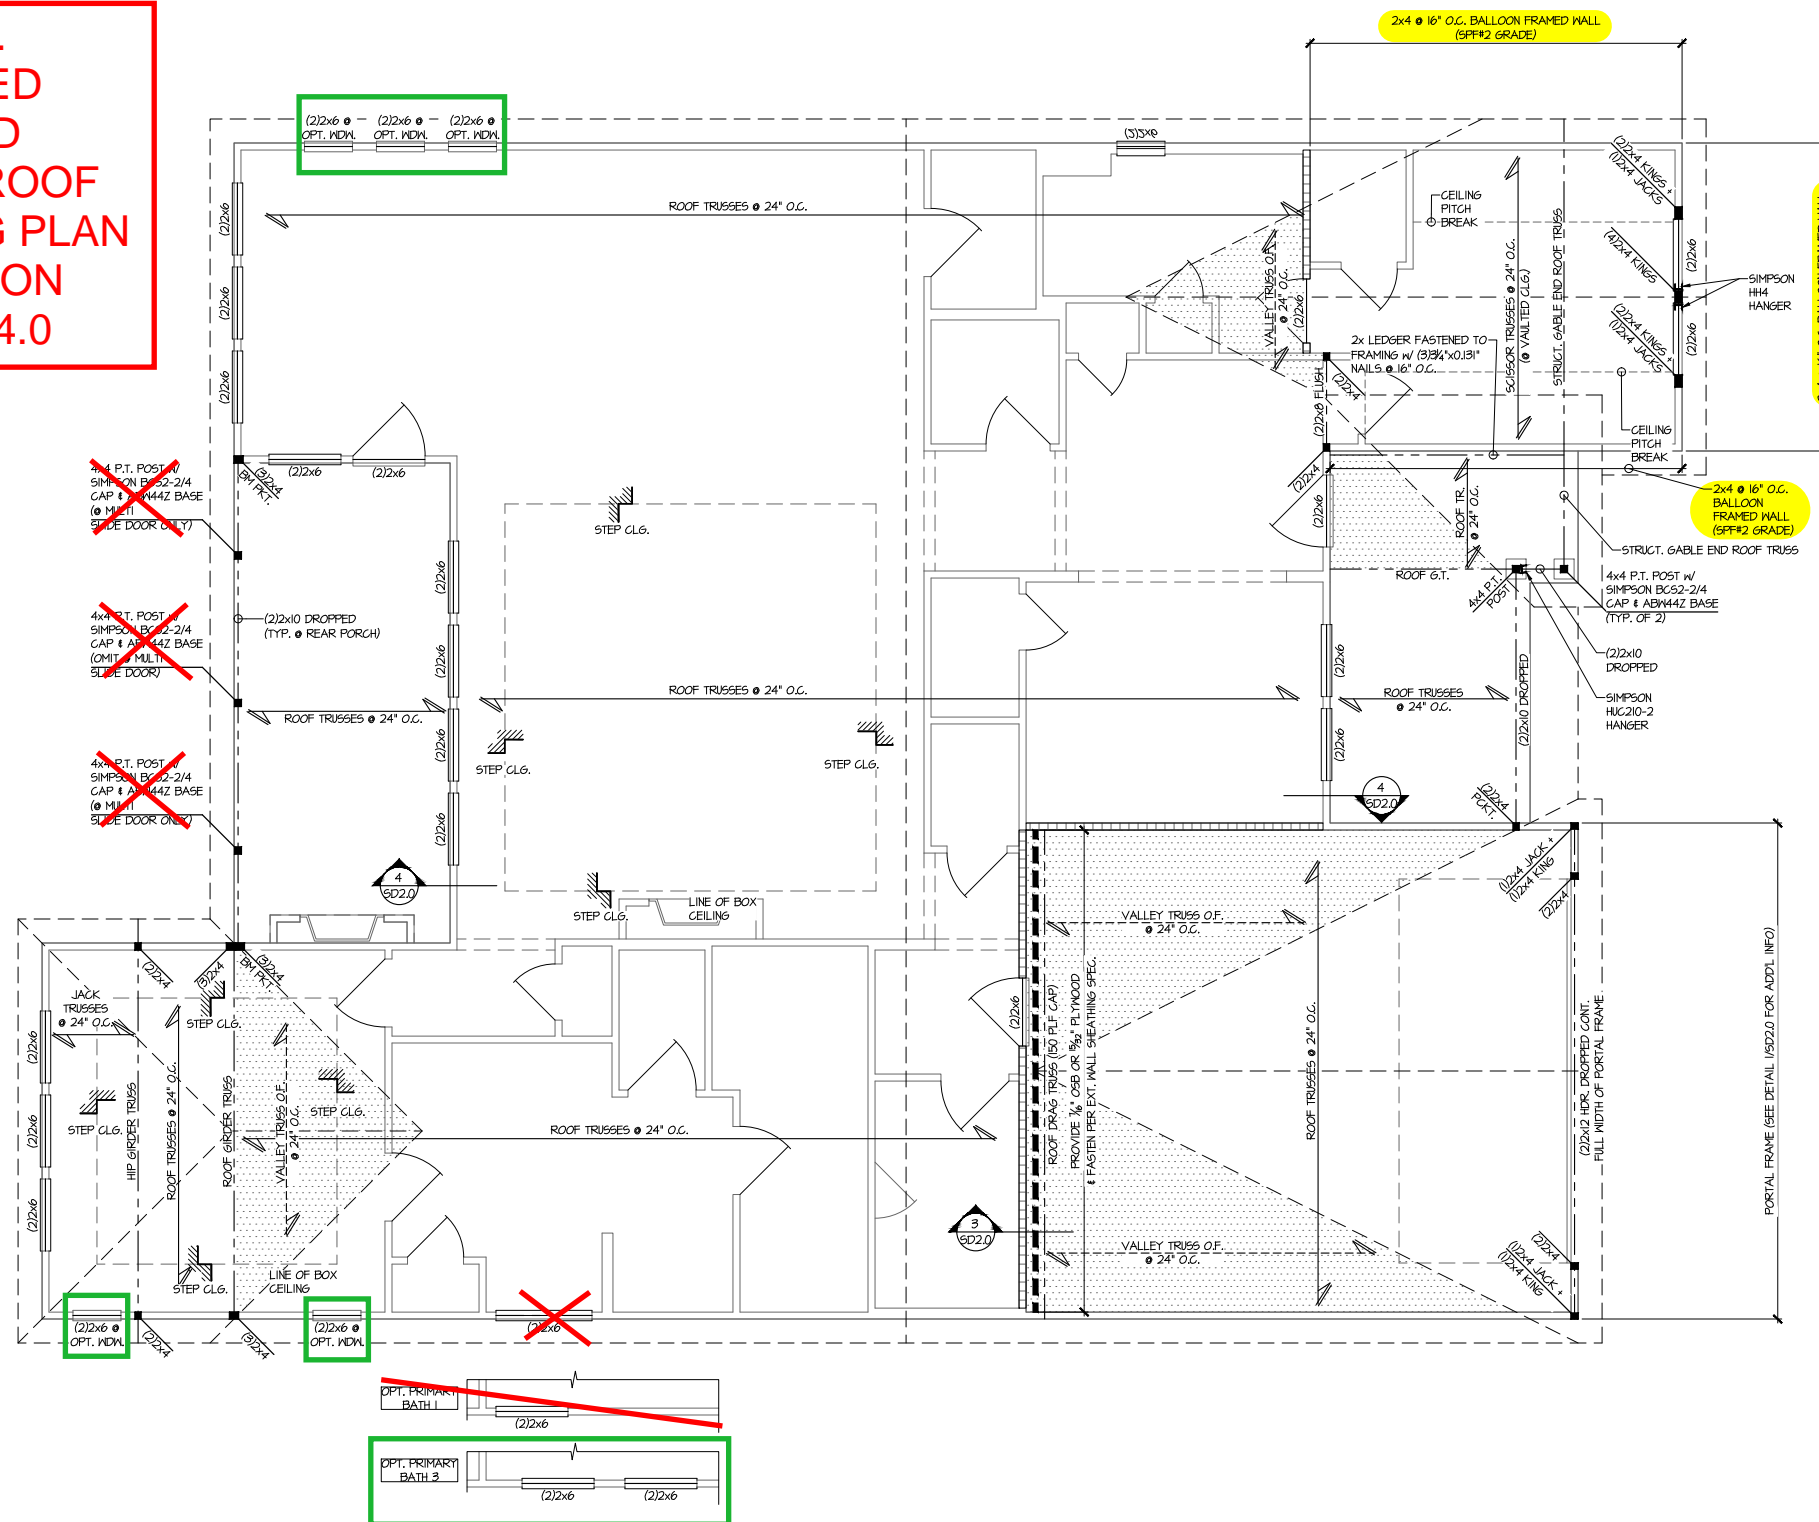 ED
D
ROOF
G PLAN
ON
4.0
2x4 @ 16" O.C. BALLOON FRAMED WALL
(SPF#2 GRADE)
(2)2x6 @
OPT. WDW.
(2)2x6 @
OPT. WDW.
(2)2x6 @
OPT. WDW.
(2)2x6
(2)2x4 KINGS +
(1)2x4 JACKS
ROOF TRUSSES @ 24" O.C.
CEILING
PITCH
BREAK
(2)2x6
(2)2x6
(2)2x6
VALLEY TRUSS O.F.
@ 24" O.C.
(2)2x6
SCISSOR TRUSSES @ 24" O.C.
(@ VAULTED CLG.)
STRUCT. GABLE END ROOF TRUSS
(4)2x4 KINGS
(2)2x6
SIMPSON
HH4
HANGER
(2)2x4 KINGS +
(1)2x4 JACKS
(2)2x6
2x LEDGER FASTENED TO
FRAMING W/ (3)3¼"x0.131"
NAILS @ 16" O.C.
(2)2x4
(2)2x8 FLUSH
CEILING
PITCH
BREAK
4x4 P.T. POST W/
SIMPSON BCS2-2/4
CAP & ABW44Z BASE
(@ MULTI
SLIDE DOOR ONLY)
(3)2x4
BM PKT.
(2)2x6
(2)2x4
(2)2x6
ROOF TR.
@ 24" O.C.
2x4 @ 16" O.C.
BALLOON
FRAMED WALL
(SPF#2 GRADE)
STRUCT. GABLE END ROOF TRUSS
STEP CLG.
ROOF G.T.
4x4 P.T.
POST
4x4 P.T. POST W/
SIMPSON BCS2-2/4
CAP & ABW44Z BASE
(TYP. OF 2)
4x4 P.T. POST W/
SIMPSON BCS2-2/4
CAP & ABW44Z BASE
(OMIT @ MULTI
SLIDE DOOR)
(2)2x10 DROPPED
(TYP. @ REAR PORCH)
(2)2x6
(2)2x6
(2)2x6
(2)2x10
DROPPED
SIMPSON
HUC210-2
HANGER
ROOF TRUSSES @ 24" O.C.
ROOF TRUSSES @ 24" O.C.
ROOF TRUSSES
@ 24" O.C.
(2)2x10 DROPPED
(2)2x6
(2)2x6
(2)2x6
STEP CLG.
STEP CLG.
4x4 P.T. POST W/
SIMPSON BCS2-2/4
CAP & ABW44Z BASE
(@ MULTI
SLIDE DOOR ONLY)
4
SD2.0
(2)2x4
PCKT.
4
SD2.0
STEP CLG.
LINE OF BOX
CEILING
(1)2x4 JACK +
(1)2x4 KING
(2)2x4
VALLEY TRUSS O.F.
@ 24" O.C.
(2)2x4
(3)2x4
(3)2x4
BM PKT.
JACK
TRUSSES
@ 24" O.C.
STEP CLG.
(2)2x6
(2)2x6
(2)2x6
STEP CLG.
HIP GIRDER TRUSS
ROOF TRUSSES @ 24" O.C.
ROOF GIRDER TRUSS
VALLEY TRUSS O.F.
@ 24" O.C.
STEP CLG.
ROOF TRUSSES @ 24" O.C.
(2)2x6
ROOF DRAG TRUSS (150 PLF CAP)
PROVIDE 7/16" OSB OR 15/32" PLYWOOD
& FASTEN PER EXT. WALL SHEATHING SPEC.
ROOF TRUSSES @ 24" O.C.
(2)2x12 HDR. DROPPED CONT.
FULL WIDTH OF PORTAL FRAME
PORTAL FRAME (SEE DETAIL 1/SD2.0 FOR ADD'L INFO)
3
SD2.0
VALLEY TRUSS O.F.
@ 24" O.C.
(2)2x4
(1)2x4 JACK +
(1)2x4 KING
STEP CLG.
LINE OF BOX
CEILING
(2)2x6 @
OPT. WDW.
(2)2x4
(3)2x4
(2)2x6 @
OPT. WDW.
(2)2x6
OPT. PRIMARY
BATH 1
(2)2x6
OPT. PRIMARY
BATH 3
(2)2x6
(2)2x6